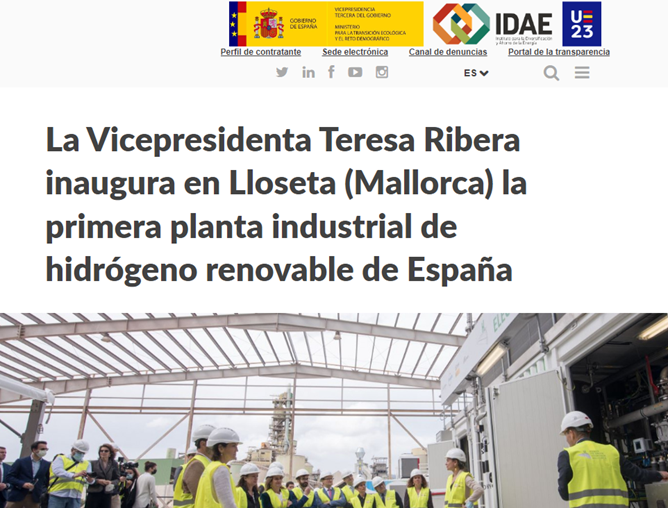 GOBIERNO
DE ESPAÑA
VICEPRESIDENCIA
TERCERA DEL GOBIERNO
MINISTERIO
PARA LA TRANSICIÓN ECOLÓGICA
Y EL RETO DEMOGRÁFICO
IDAE
Instituto para la Diversificación
y Ahorro de la Energía
UE
23
Perfil de contratante Sede electrónica Canal de denuncias Portal de la transparencia
ES
La Vicepresidenta Teresa Ribera
inaugura en Lloseta (Mallorca) la
primera planta industrial de
hidrógeno renovable de España